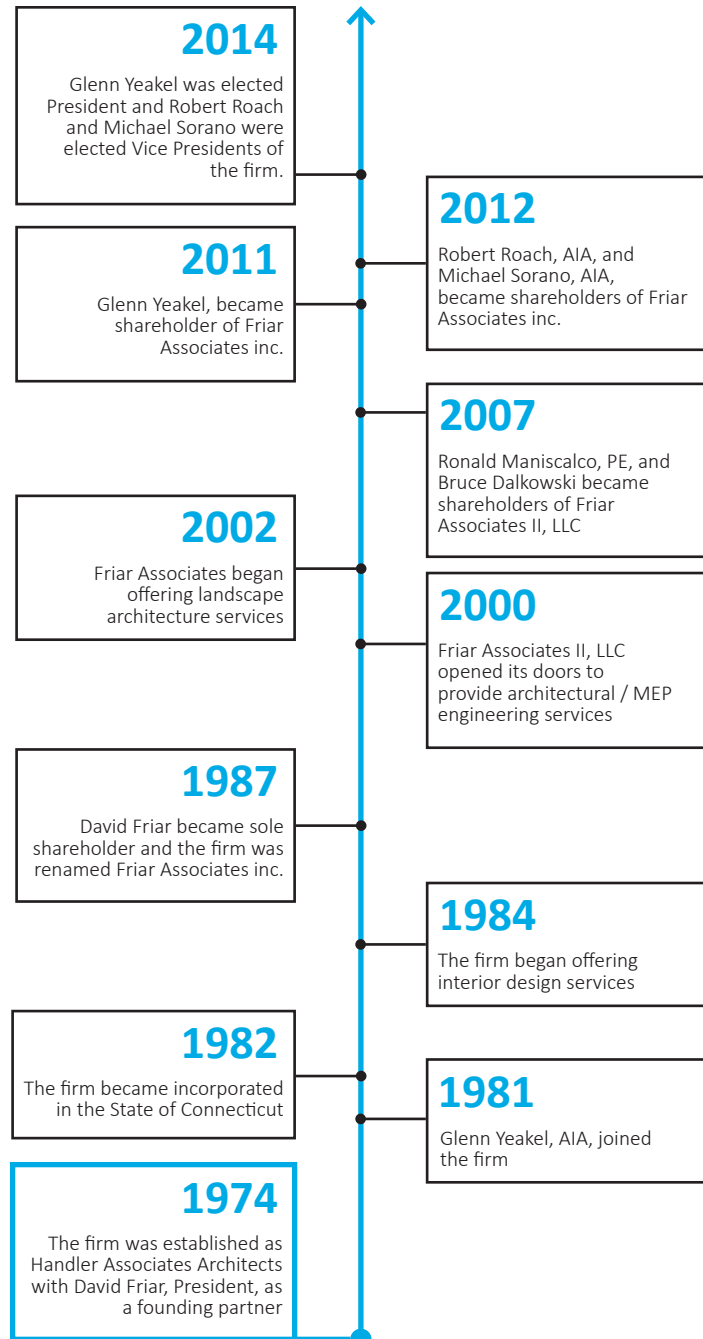 2014
Glenn Yeakel was elected
President and Robert Roach
and Michael Sorano were
elected Vice Presidents of
the firm.
2012
Robert Roach, AIA, and
Michael Sorano, AIA,
became shareholders of Friar
Associates inc.
2011
Glenn Yeakel, became
shareholder of Friar
Associates inc.
2007
Ronald Maniscalco, PE, and
Bruce Dalkowski became
shareholders of Friar
Associates II, LLC
2002
Friar Associates began
offering landscape
architecture services
2000
Friar Associates II, LLC
opened its doors to
provide architectural / MEP
engineering services
1987
David Friar became sole
shareholder and the firm was
renamed Friar Associates inc.
1984
The firm began offering
interior design services
1982
The firm became incorporated
in the State of Connecticut
1981
Glenn Yeakel, AIA, joined
the firm
1974
The firm was established as
Handler Associates Architects
with David Friar, President, as
a founding partner